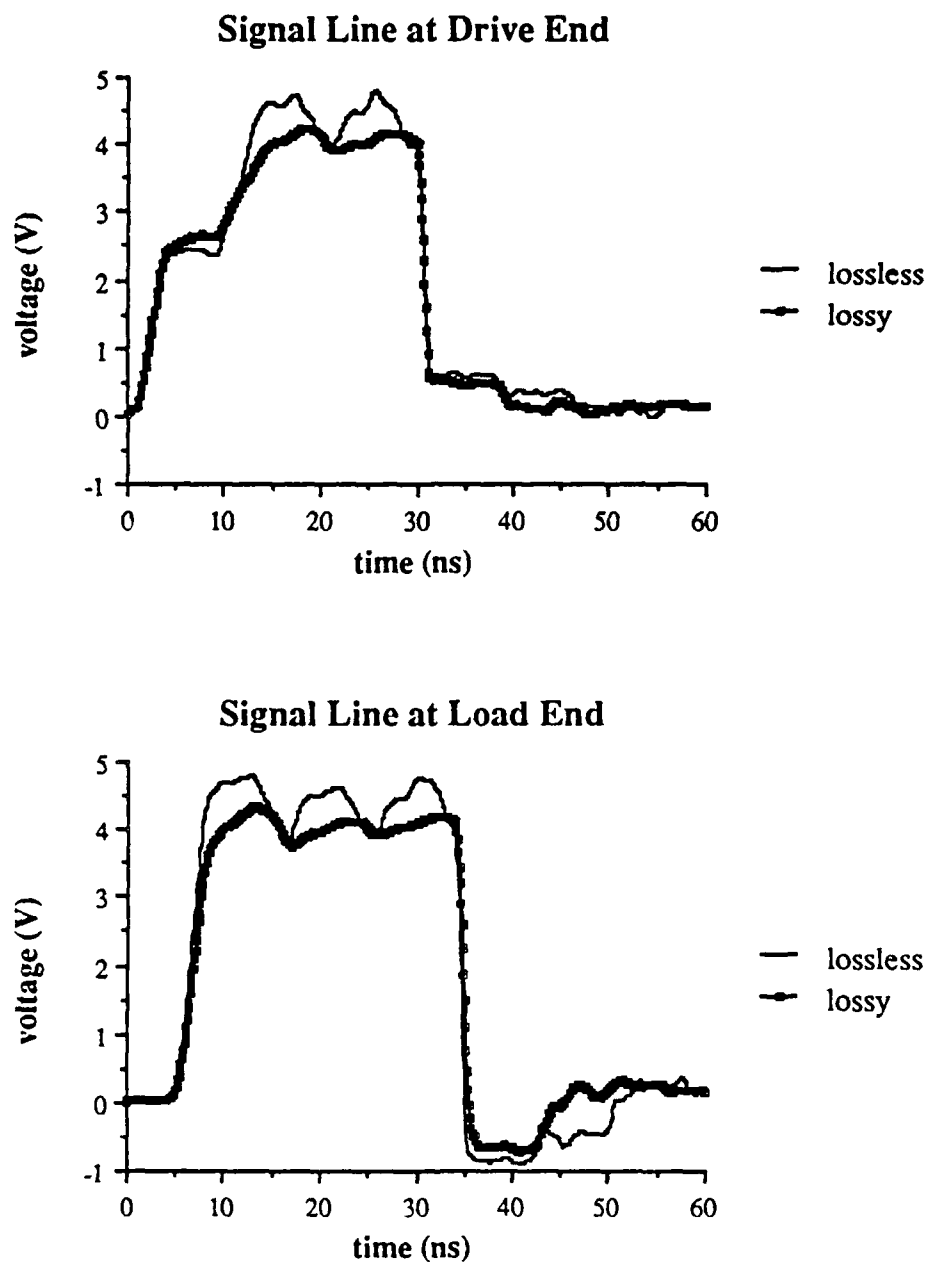 Signal Line at Drive End
5
4
3
2
1
0
-1
voltage (V)
0 10 20 30 40 50 60
time (ns)
lossless
lossy
Signal Line at Load End
5
4
3
2
1
0
-1
voltage (V)
0 10 20 30 40 50 60
time (ns)
lossless
lossy